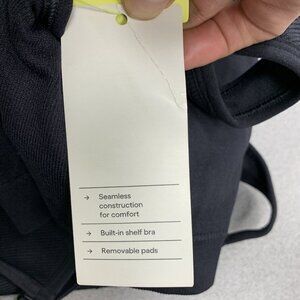 → Seamless
construction
for comfort
→ Built-in shelf bra
→ Removable pads